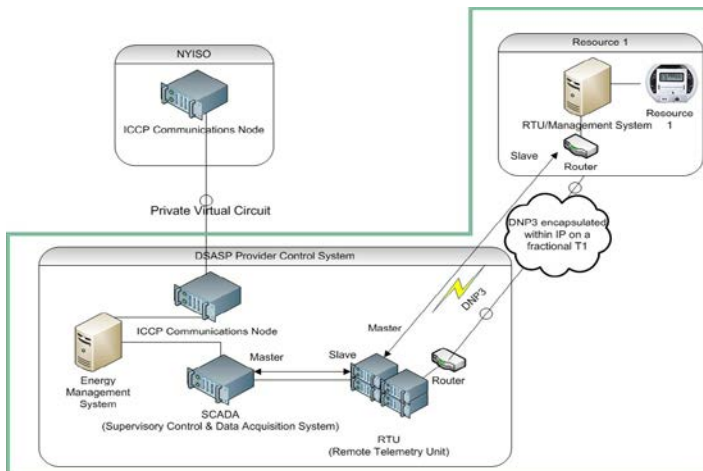 NYISO
ICCP Communications Node
Private Virtual Circuit
Resource 1
RTU/Management System
Resource
1
Slave
Router
DNP3 encapsulated
within IP on a
fractional T1
DSASP Provider Control System
ICCP Communications Node
Energy
Management
System
Master
Slave
SCADA
(Supervisory Control & Data Acquisition System)
Master
DNP3
Router
RTU
(Remote Telemetry Unit)